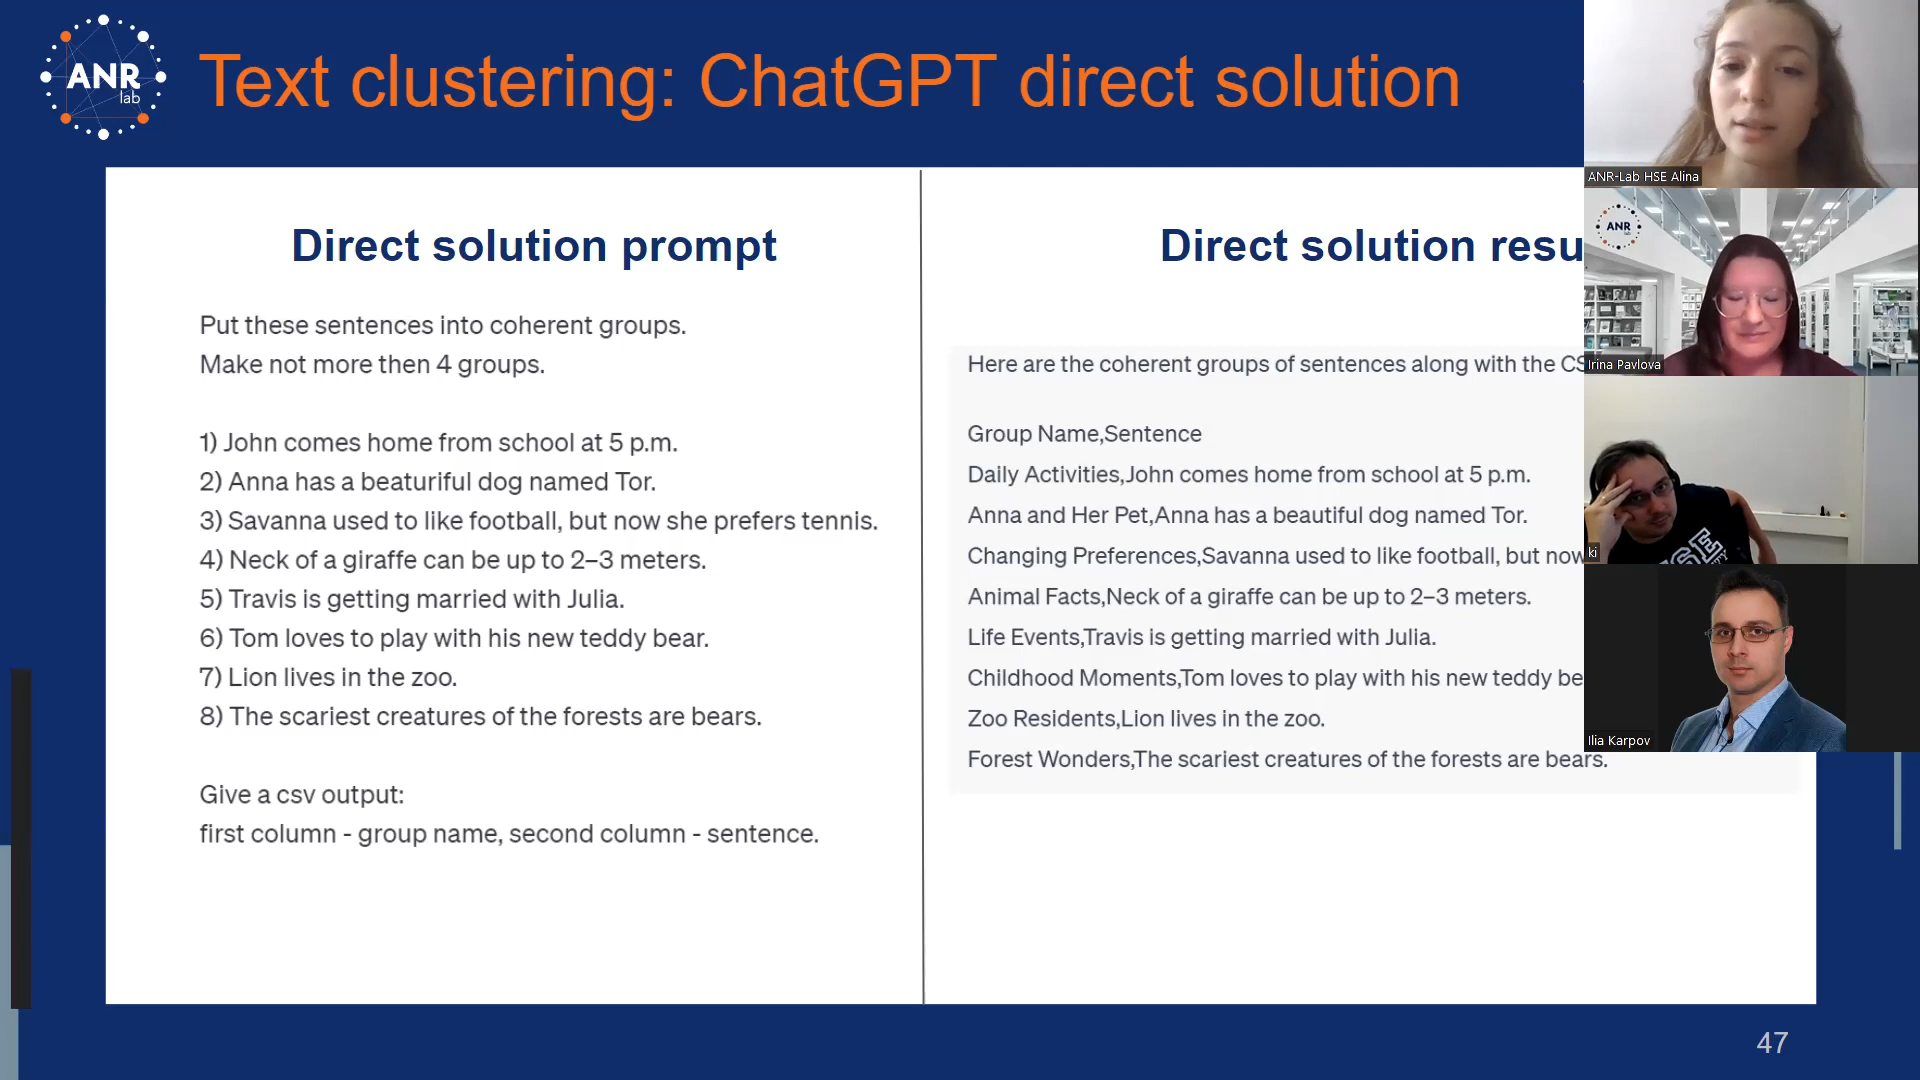 ANR
lab
Text clustering: ChatGPT direct solution
Direct solution prompt
Put these sentences into coherent groups.
Make not more then 4 groups.
1) John comes home from school at 5 p.m.
2) Anna has a beaturiful dog named Tor.
3) Savanna used to like football, but now she prefers tennis.
4) Neck of a giraffe can be up to 2–3 meters.
5) Travis is getting married with Julia.
6) Tom loves to play with his new teddy bear.
7) Lion lives in the zoo.
8) The scariest creatures of the forests are bears.
Give a csv output:
first column - group name, second column - sentence.
Direct solution resu
Here are the coherent groups of sentences along with the CS
Group Name,Sentence
Daily Activities,John comes home from school at 5 p.m.
Anna and Her Pet,Anna has a beautiful dog named Tor.
Changing Preferences,Savanna used to like football, but now
Animal Facts,Neck of a giraffe can be up to 2–3 meters.
Life Events,Travis is getting married with Julia.
Childhood Moments,Tom loves to play with his new teddy be
Zoo Residents,Lion lives in the zoo.
Forest Wonders,The scariest creatures of the forests are bears.
ANR-Lab HSE Alina
ANR
Irina Pavlova
ki
Ilia Karpov
47